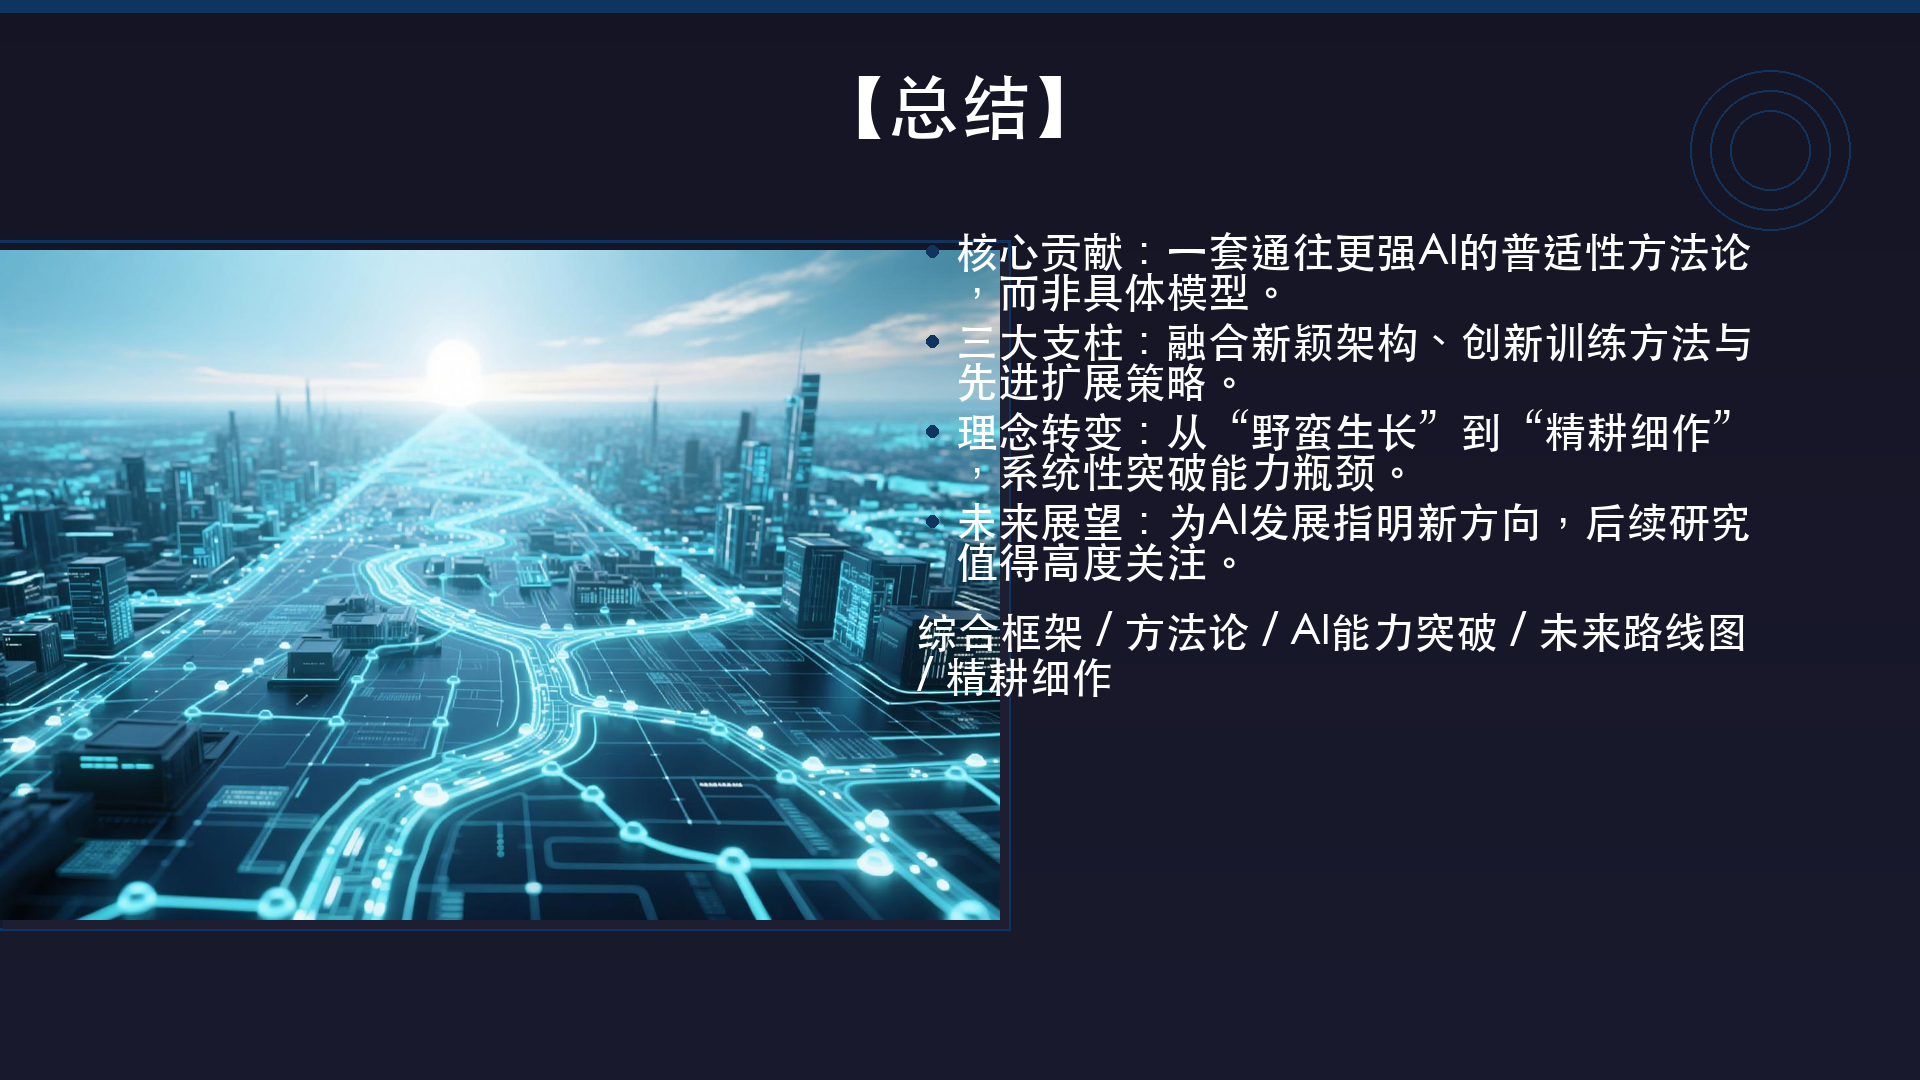 【总结】
• 核心贡献：一套通往更强AI的普适性方法论
，而非具体模型。
• 三大支柱：融合新颖架构、创新训练方法与
先进扩展策略。
• 理念转变：从“野蛮生长”到“精耕细作”
，系统性突破能力瓶颈。
• 未来展望：为AI发展指明新方向，后续研究
值得高度关注。
综合框架 / 方法论 / AI能力突破 / 未来路线图
/ 精耕细作